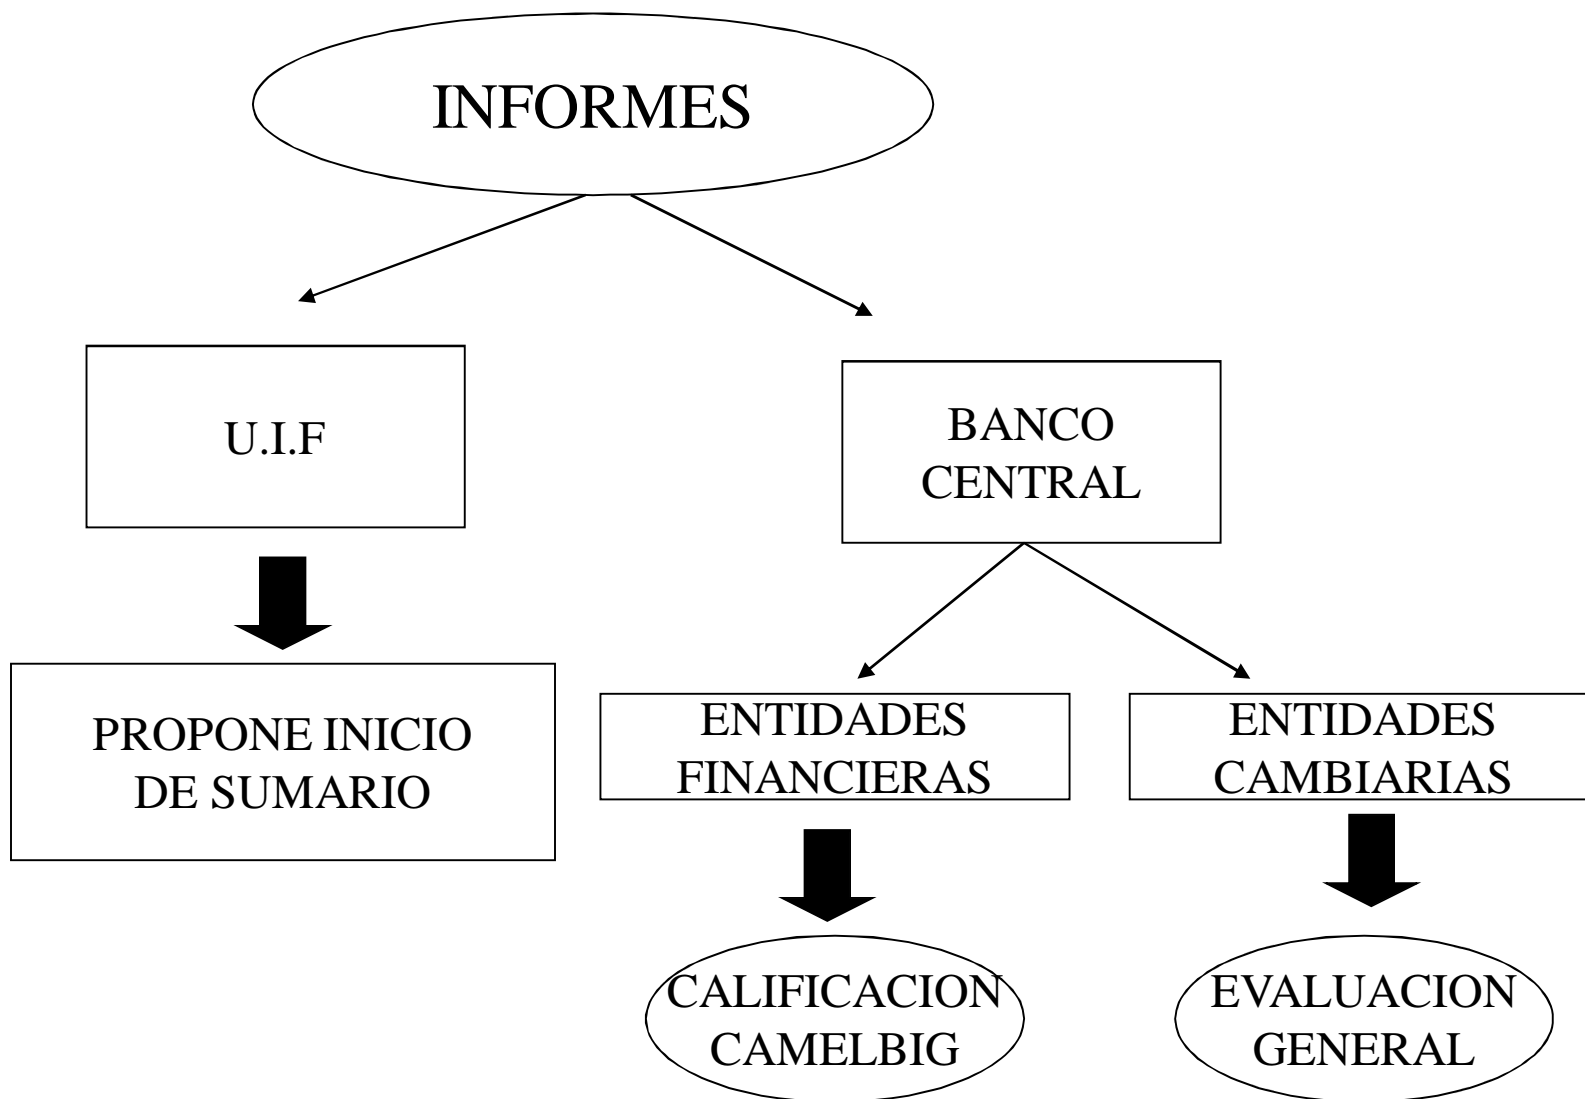 INFORMES
U.I.F
BANCO
CENTRAL
PROPONE INICIO
DE SUMARIO
ENTIDADES
FINANCIERAS
ENTIDADES
CAMBIARIAS
CALIFICACION
CAMELBIG
EVALUACION
GENERAL